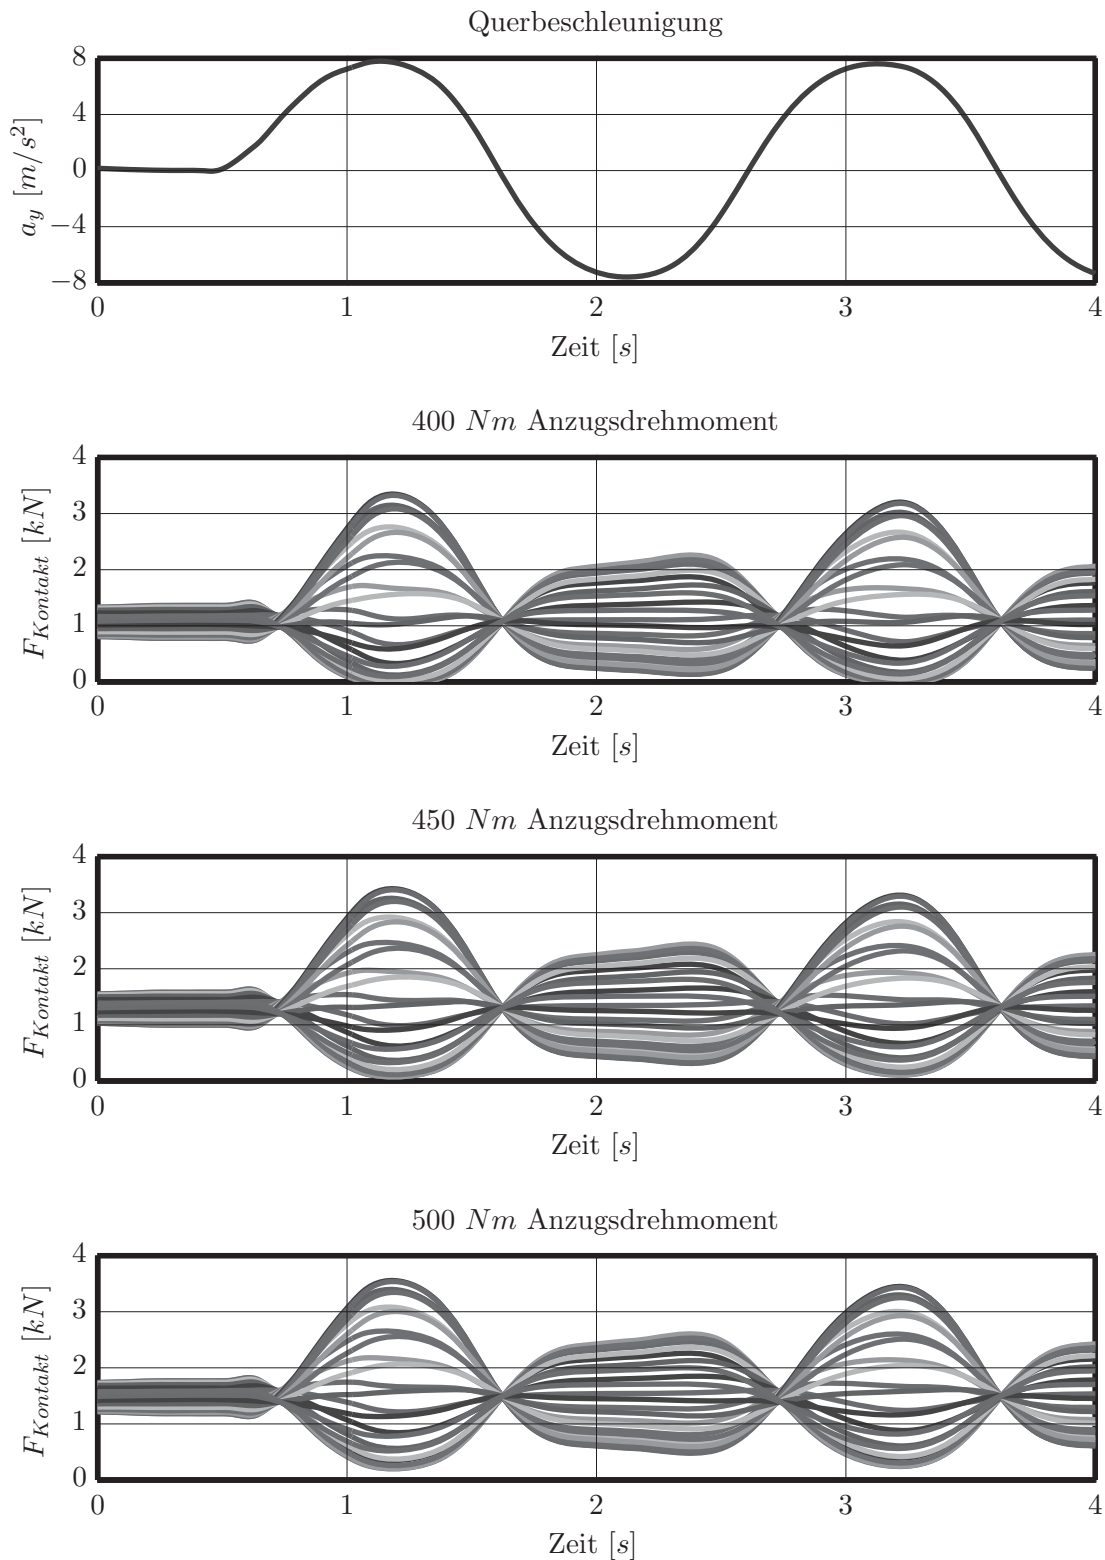 Querbeschleunigung
8
4
0
−4
−8
a_y [m/s²]
0 1 2 3 4
Zeit [s]
400 Nm Anzugsdrehmoment
4
3
2
1
0
F_Kontakt [kN]
0 1 2 3 4
Zeit [s]
450 Nm Anzugsdrehmoment
4
3
2
1
0
F_Kontakt [kN]
0 1 2 3 4
Zeit [s]
500 Nm Anzugsdrehmoment
4
3
2
1
0
F_Kontakt [kN]
0 1 2 3 4
Zeit [s]